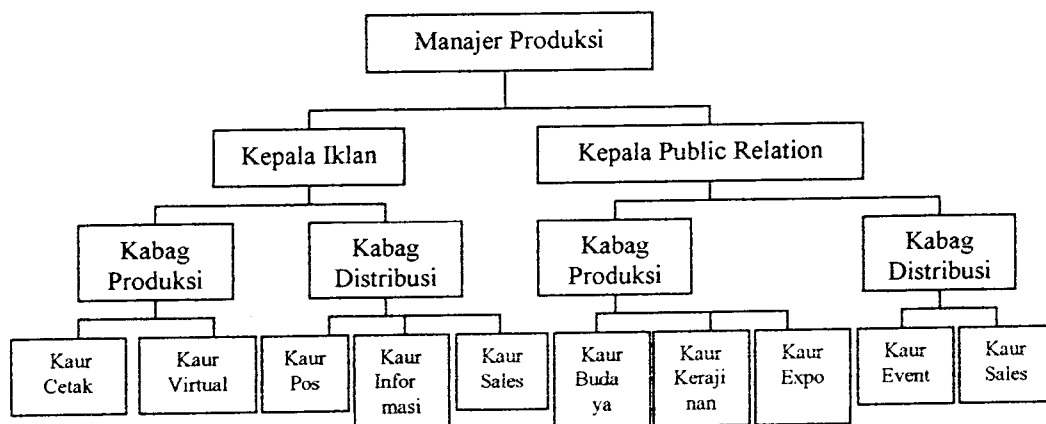 Manajer Produksi
Kepala Iklan
Kepala Public Relation
Kabag
Produksi
Kabag
Distribusi
Kabag
Produksi
Kabag
Distribusi
Kaur
Cetak
Kaur
Virtual
Kaur
Pos
Kaur
Infor
masi
Kaur
Sales
Kaur
Buda
ya
Kaur
Keraji
nan
Kaur
Expo
Kaur
Event
Kaur
Sales